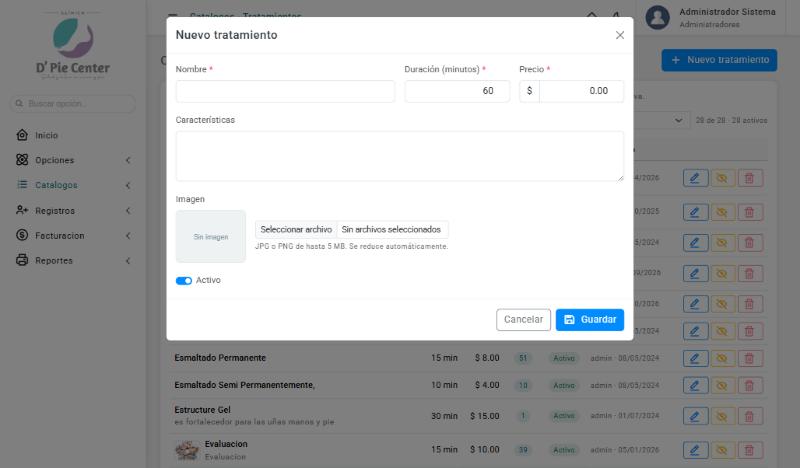 CLÍNICA
D' Pie Center
Buscar opción...
Inicio
Opciones
Catalogos
Registros
Facturacion
Reportes
Catalogos - Tratamientos
Administrador Sistema
Administradores
+ Nuevo tratamiento
28 de 28 - 28 activos
Nuevo tratamiento
Nombre *
Duración (minutos) *
Precio *
60
$
0.00
Características
Imagen
Sin imagen
Seleccionar archivo Sin archivos seleccionados
JPG o PNG de hasta 5 MB. Se reduce automáticamente.
Activo
Cancelar
Guardar
Esmaltado Permanente 15 min $ 8.00 51 Activo admin - 08/05/2024
Esmaltado Semi Permanentemente, 10 min $ 4.00 10 Activo admin - 08/05/2024
Estructure Gel
es fortalecedor para las uñas manos y pie
30 min $ 15.00 1 Activo admin - 01/07/2024
Evaluacion
Evaluacion
15 min $ 10.00 39 Activo admin - 05/01/2026